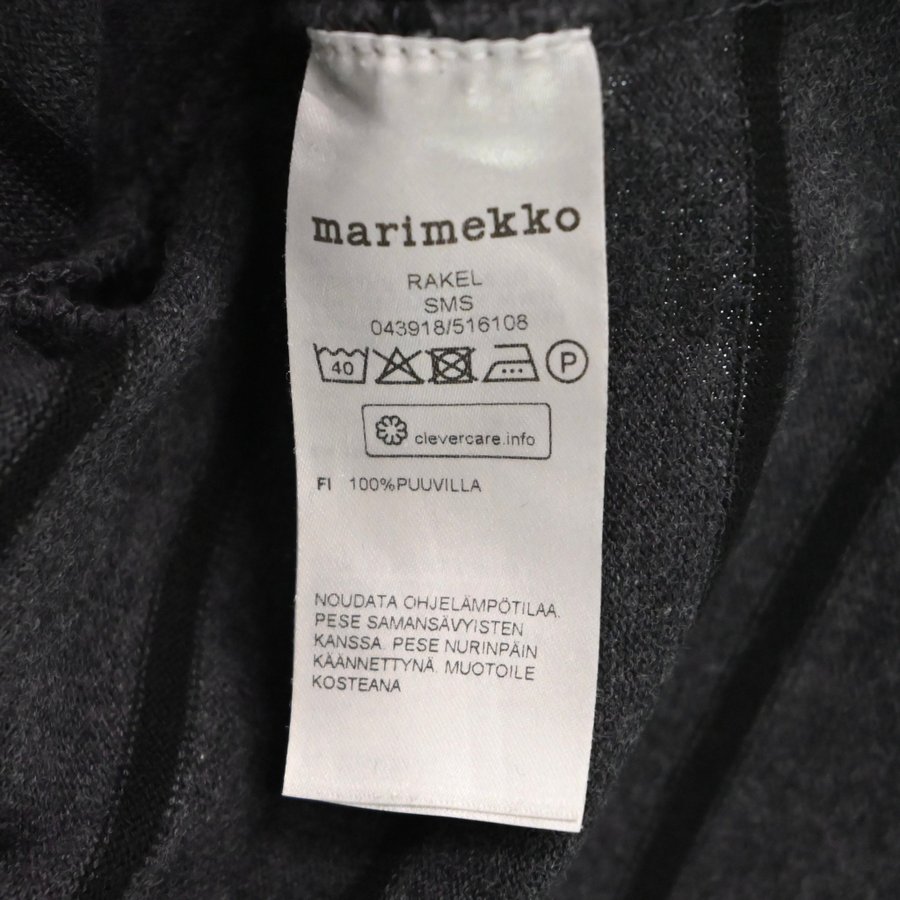 marimekko
RAKEL
SMS
043918/516108
40 P
clevercare.info
FI 100%PUUVILLA
NOUDATA OHJELÄMPÖTILAA.
PESE SAMANSÄVYISTEN
KANSSA. PESE NURINPÄIN
KÄÄNNETTYNÄ. MUOTOILE
KOSTEANA